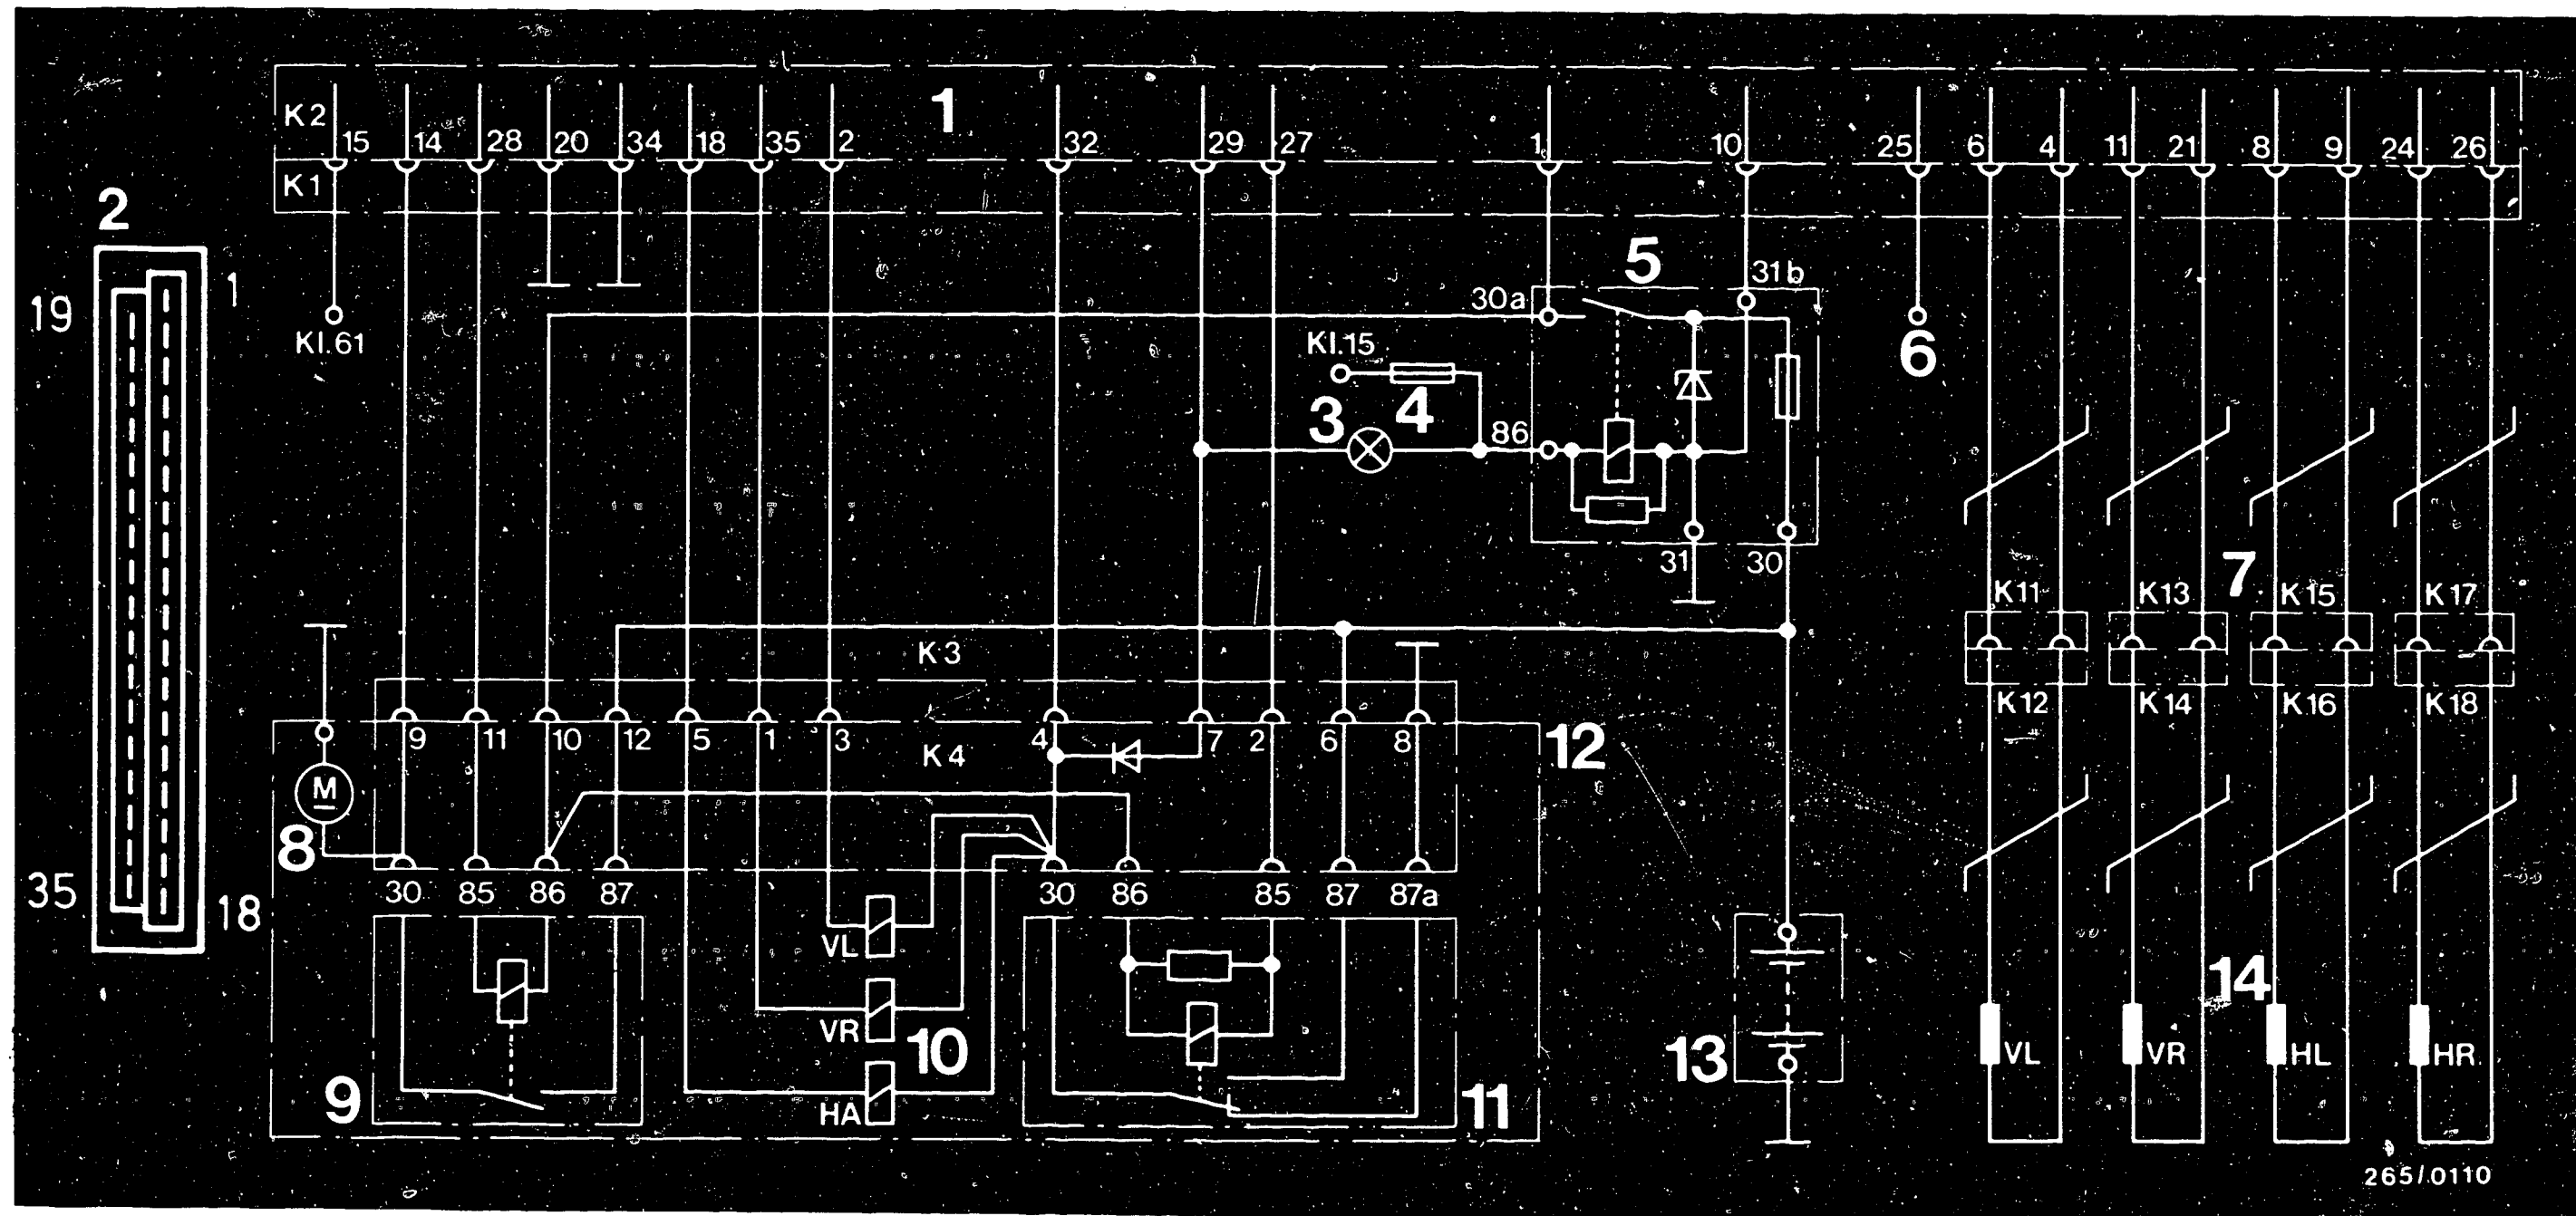 1
K2 15 14 28 20 34 18 35 2 32 29 27 1 10 25 6 4 11 21 8 9 24 26
K1
2
1
19
Kl.61
5
31b
30a
Kl.15
6
3
4
86
31
30
7
K11 K13 K15 K17
K3
K12 K14 K16 K18
9 11 10 12 5 1 3 4 7 2 6 8
12
K4
M
8
30 85 86 87 30 86 85 87 87a
35
18
VL
14
VR
10
13
VL VR HL HR
9
HA
11
265/0110